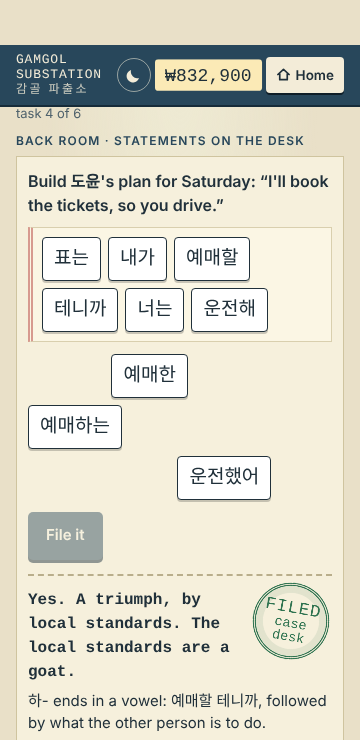 GAMGOL
SUBSTATION
감골 파출소
₩832,900
Home
task 4 of 6
BACK ROOM · STATEMENTS ON THE DESK
Build 도윤's plan for Saturday: “I'll book
the tickets, so you drive.”
표는 내가 예매할
테니까 너는 운전해
예매한
예매하는
운전했어
File it
Yes. A triumph, by
local standards. The
local standards are a
goat.
FILED
case
desk
하- ends in a vowel: 예매할 테니까, followed
by what the other person is to do.